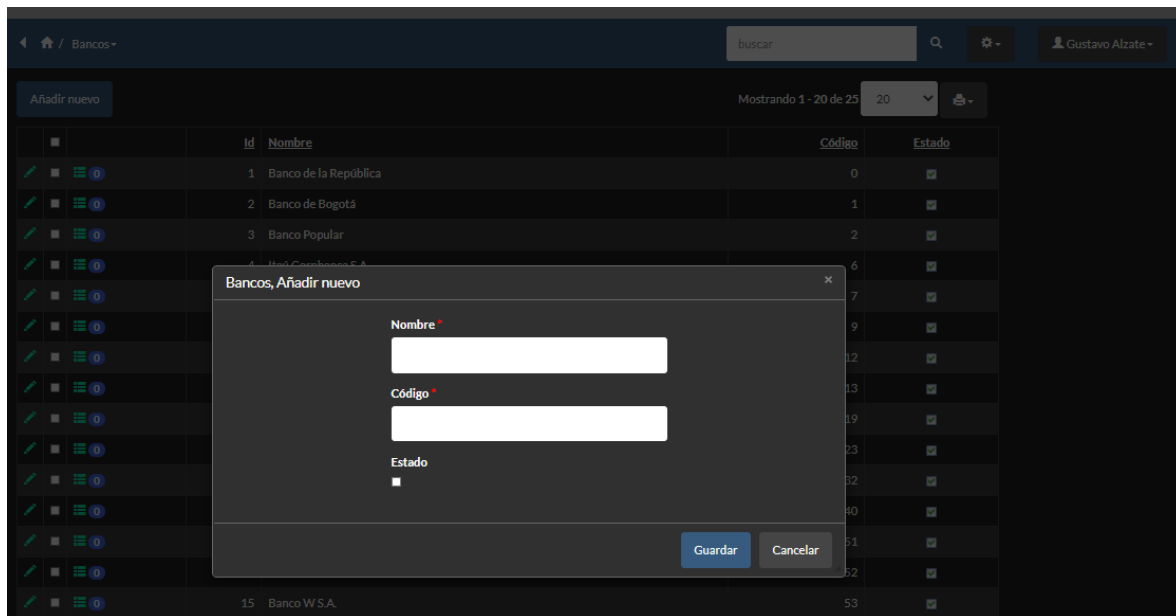 / Bancos
buscar
Gustavo Alzate
Añadir nuevo
Mostrando 1 - 20 de 25 20
Id Nombre Código Estado
0 1 Banco de la República 0
0 2 Banco de Bogotá 1
0 3 Banco Popular 2
0 4 Itaú Corpbanca S.A. 6
Bancos, Añadir nuevo ×
0 7
Nombre *
0 9
0 12
0 13
Código *
0 19
0 23
Estado
0 32
0 40
0 51
Guardar Cancelar
0 52
0 15 Banco W S.A. 53